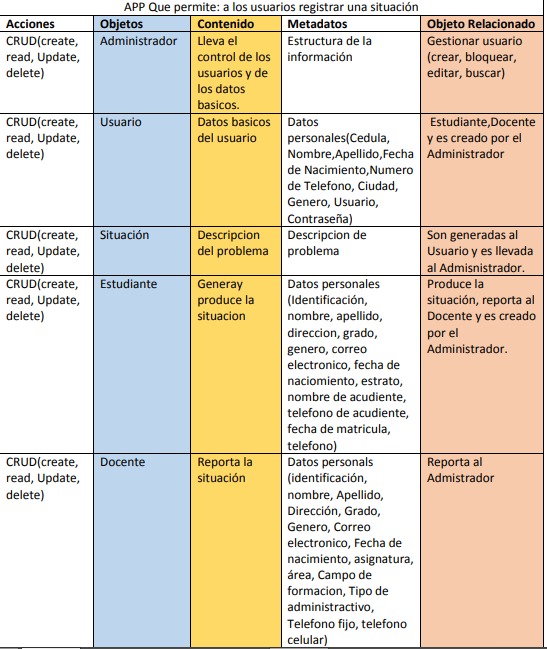 APP Que permite: a los usuarios registrar una situación
Acciones Objetos Contenido Metadatos Objeto Relacionado
CRUD(create,
read, Update,
delete)
Administrador
Lleva el
control de los
usuarios y de
los datos
basicos.
Estructura de la
información
Gestionar usuario
(crear, bloquear,
editar, buscar)
CRUD(create,
read, Update,
delete)
Usuario
Datos basicos
del usuario
Datos
personales(Cedula,
Nombre,Apellido,Fecha
de Nacimiento,Numero
de Telefono, Ciudad,
Genero, Usuario,
Contraseña)
Estudiante,Docente
y es creado por el
Administrador
CRUD(create,
read, Update,
delete)
Situación
Descripcion
del problema
Descripcion de
problema
Son generadas al
Usuario y es llevada
al Admisnistrador.
CRUD(create,
read, Update,
delete)
Estudiante
Generay
produce la
situacion
Datos personales
(Identificación,
nombre, apellido,
direccion, grado,
genero, correo
electronico, fecha de
naciomiento, estrato,
nombre de acudiente,
telefono de acudiente,
fecha de matricula,
telefono)
Produce la
situación, reporta al
Docente y es creado
por el
Administrador.
CRUD(create,
read, Update,
delete)
Docente
Reporta la
situación
Datos personals
(identificación,
nombre, Apellido,
Dirección, Grado,
Genero, Correo
electronico, Fecha de
nacimiento, asignatura,
área, Campo de
formacion, Tipo de
administractivo,
Telefono fijo, telefono
celular)
Reporta al
Admistrador